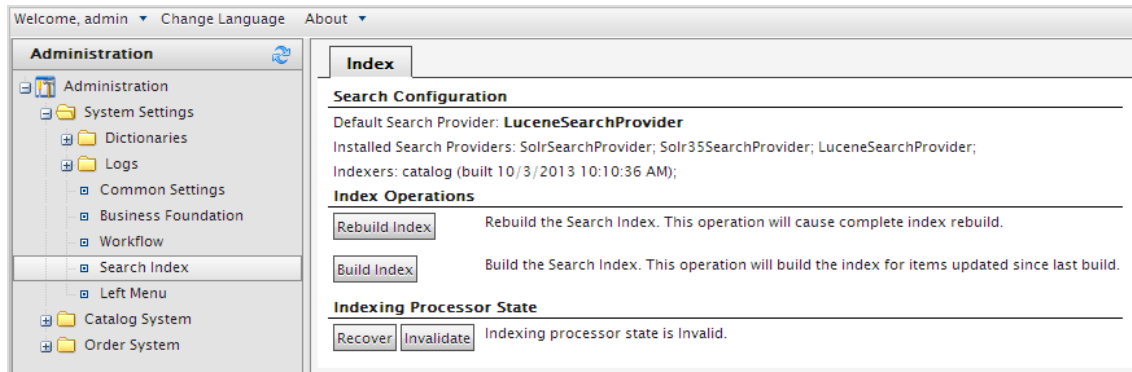 Welcome, admin Change Language About
Administration
Administration
System Settings
Dictionaries
Logs
Common Settings
Business Foundation
Workflow
Search Index
Left Menu
Catalog System
Order System
Index
Search Configuration
Default Search Provider: LuceneSearchProvider
Installed Search Providers: SolrSearchProvider; Solr35SearchProvider; LuceneSearchProvider;
Indexers: catalog (built 10/3/2013 10:10:36 AM);
Index Operations
Rebuild Index Rebuild the Search Index. This operation will cause complete index rebuild.
Build Index Build the Search Index. This operation will build the index for items updated since last build.
Indexing Processor State
Recover Invalidate Indexing processor state is Invalid.